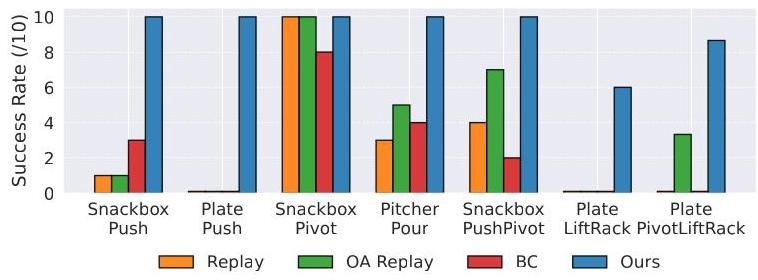 Success Rate (/10)
10
8
6
4
2
0
Snackbox Push
Plate Push
Snackbox Pivot
Pitcher Pour
Snackbox PushPivot
Plate LiftRack
Plate PivotLiftRack
Replay
OA Replay
BC
Ours